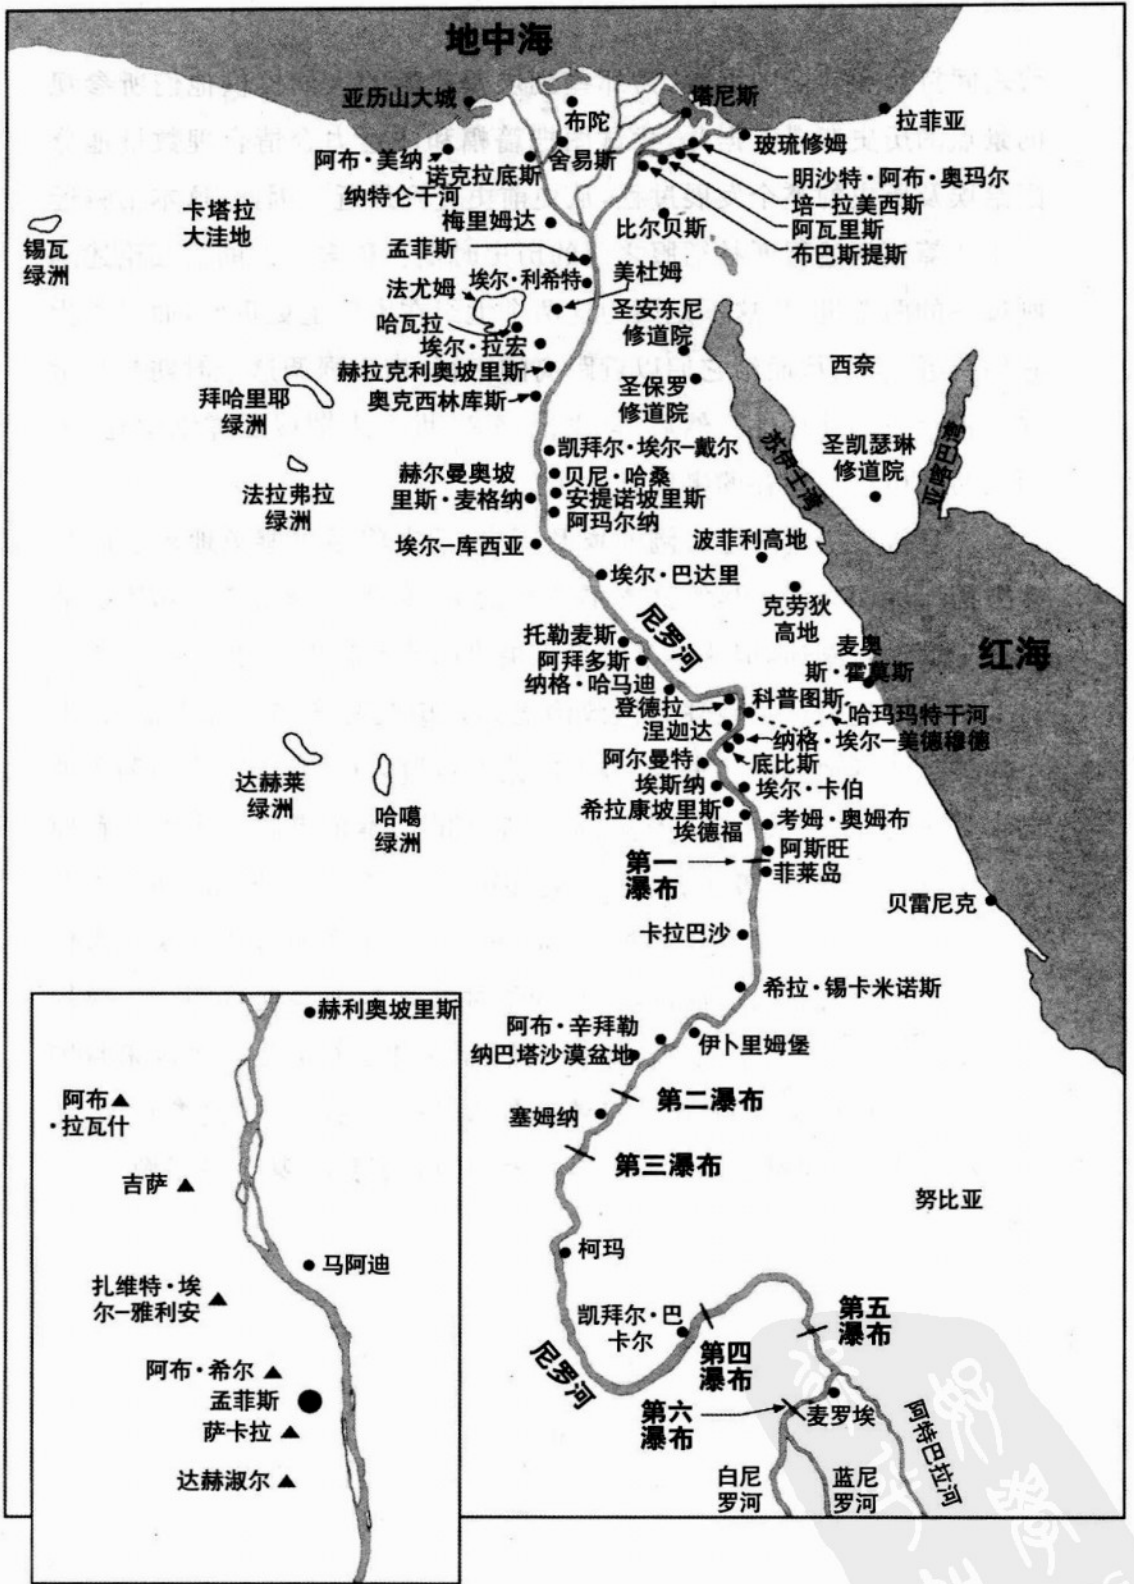 地中海
亚历山大城
布陀
塔尼斯
拉菲亚
阿布·美纳
诺克拉底斯
舍易斯
玻琉修姆
明沙特·阿布·奥玛尔
培-拉美西斯
阿瓦里斯
布巴斯提斯
纳特仑干河
梅里姆达
比尔贝斯
卡塔拉
大洼地
锡瓦
绿洲
孟菲斯
埃尔·利希特
美杜姆
法尤姆
哈瓦拉
埃尔·拉宏
圣安东尼
修道院
西奈
赫拉克利奥坡里斯
奥克西林库斯
圣保罗
修道院
拜哈里耶
绿洲
苏伊士湾
亚喀巴湾
圣凯瑟琳
修道院
凯拜尔·埃尔-戴尔
赫尔曼奥坡
里斯·麦格纳
贝尼·哈桑
安提诺坡里斯
阿玛尔纳
法拉弗拉
绿洲
埃尔-库西亚
波菲利高地
埃尔·巴达里
克劳狄
高地
尼罗河
托勒麦斯
阿拜多斯
纳格·哈马迪
麦奥
斯·霍莫斯
红海
登德拉
科普图斯
哈玛玛特干河
涅迦达
纳格·埃尔-美德穆德
阿尔曼特
底比斯
埃斯纳
埃尔·卡伯
希拉康坡里斯
埃德福
考姆·奥姆布
达赫莱
绿洲
哈噶
绿洲
第一
瀑布
阿斯旺
菲莱岛
贝雷尼克
卡拉巴沙
希拉·锡卡米诺斯
阿布·辛拜勒
纳巴塔沙漠盆地
伊卜里姆堡
第二瀑布
塞姆纳
第三瀑布
努比亚
柯玛
凯拜尔·巴
卡尔
第四
瀑布
第五
瀑布
尼罗河
第六
瀑布
麦罗埃
阿特巴拉河
白尼
罗河
蓝尼
罗河
赫利奥坡里斯
阿布
·拉瓦什
吉萨
马阿迪
扎维特·埃
尔-雅利安
阿布·希尔
孟菲斯
萨卡拉
达赫淑尔